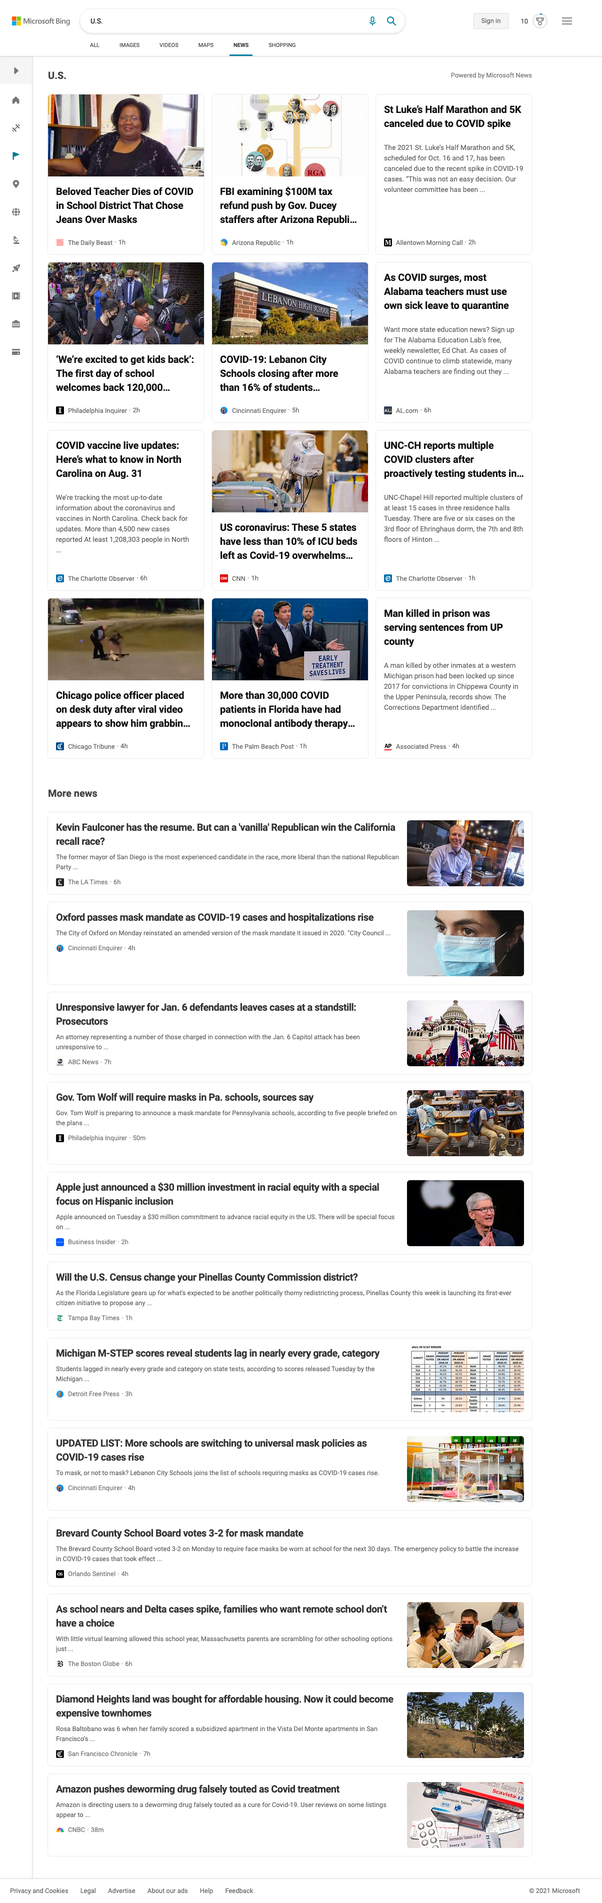 Microsoft Bing
U.S.
Sign in
10
ALL
IMAGES
VIDEOS
MAPS
NEWS
SHOPPING
U.S.
Powered by Microsoft News
Beloved Teacher Dies of COVID
in School District That Chose
Jeans Over Masks
The Daily Beast · 1h
RGA
FBI examining $100M tax
refund push by Gov. Ducey
staffers after Arizona Republi...
Arizona Republic · 1h
St Luke's Half Marathon and 5K
canceled due to COVID spike
The 2021 St. Luke's Half Marathon and 5K,
scheduled for Oct. 16 and 17, has been
canceled due to the recent spike in COVID-19
cases. "This was not an easy decision. Our
volunteer committee has been ...
Allentown Morning Call · 2h
'We're excited to get kids back':
The first day of school
welcomes back 120,000...
Philadelphia Inquirer · 2h
LEBANON HIGH SCHOOL
COVID-19: Lebanon City
Schools closing after more
than 16% of students...
Cincinnati Enquirer · 5h
As COVID surges, most
Alabama teachers must use
own sick leave to quarantine
Want more state education news? Sign up
for The Alabama Education Lab's free,
weekly newsletter, Ed Chat. As cases of
COVID continue to climb statewide, many
Alabama teachers are finding out they ...
AL.com · 6h
COVID vaccine live updates:
Here's what to know in North
Carolina on Aug. 31
We're tracking the most up-to-date
information about the coronavirus and
vaccines in North Carolina. Check back for
updates. More than 4,500 new cases
reported At least 1,208,303 people in North
...
The Charlotte Observer · 6h
US coronavirus: These 5 states
have less than 10% of ICU beds
left as Covid-19 overwhelms...
CNN · 1h
UNC-CH reports multiple
COVID clusters after
proactively testing students in...
UNC-Chapel Hill reported multiple clusters of
at least 15 cases in three residence halls
Tuesday. There are five or six cases on the
3rd floor of Ehringhaus dorm, the 7th and 8th
floors of Hinton ...
The Charlotte Observer · 1h
Chicago police officer placed
on desk duty after viral video
appears to show him grabbin...
Chicago Tribune · 4h
EARLY
TREATMENT
SAVES LIVES
More than 30,000 COVID
patients in Florida have had
monoclonal antibody therapy...
The Palm Beach Post · 1h
Man killed in prison was
serving sentences from UP
county
A man killed by other inmates at a western
Michigan prison had been locked up since
2017 for convictions in Chippewa County in
the Upper Peninsula, records show. The
Corrections Department identified ...
AP
Associated Press · 4h
More news
Kevin Faulconer has the resume. But can a 'vanilla' Republican win the California
recall race?
The former mayor of San Diego is the most experienced candidate in the race, more liberal than the national Republican
Party ...
The LA Times · 6h
Oxford passes mask mandate as COVID-19 cases and hospitalizations rise
The City of Oxford on Monday reinstated an amended version of the mask mandate it issued in 2020. "City Council ...
Cincinnati Enquirer · 4h
Unresponsive lawyer for Jan. 6 defendants leaves cases at a standstill:
Prosecutors
An attorney representing a number of those charged in connection with the Jan. 6 Capitol attack has been
unresponsive to ...
ABC News · 7h
Gov. Tom Wolf will require masks in Pa. schools, sources say
Gov. Tom Wolf is preparing to announce a mask mandate for Pennsylvania schools, according to five people briefed on
the plans ...
Philadelphia Inquirer · 50m
Apple just announced a $30 million investment in racial equity with a special
focus on Hispanic inclusion
Apple announced on Tuesday a $30 million commitment to advance racial equity in the US. There will be special focus
on ...
Business Insider · 2h
Will the U.S. Census change your Pinellas County Commission district?
As the Florida Legislature gears up for what's expected to be another politically thorny redistricting process, Pinellas County this week is launching its first-ever
citizen initiative to propose any ...
Tampa Bay Times · 1h
Michigan M-STEP scores reveal students lag in nearly every grade, category
Students lagged in nearly every grade and category on state tests, according to scores released Tuesday by the
Michigan ...
Detroit Free Press · 3h
UPDATED LIST: More schools are switching to universal mask policies as
COVID-19 cases rise
To mask, or not to mask? Lebanon City Schools joins the list of schools requiring masks as COVID-19 cases rise.
Cincinnati Enquirer · 4h
Brevard County School Board votes 3-2 for mask mandate
The Brevard County School Board voted 3-2 on Monday to require face masks be worn at school for the next 30 days. The emergency policy to battle the increase
in COVID-19 cases that took effect ...
Orlando Sentinel · 4h
As school nears and Delta cases spike, families who want remote school don't
have a choice
With little virtual learning allowed this school year, Massachusetts parents are scrambling for other schooling options
just ...
The Boston Globe · 6h
Diamond Heights land was bought for affordable housing. Now it could become
expensive townhomes
Rosa Baltobano was 6 when her family scored a subsidized apartment in the Vista Del Monte apartments in San
Francisco's ...
San Francisco Chronicle · 7h
Amazon pushes deworming drug falsely touted as Covid treatment
Amazon is directing users to a deworming drug falsely touted as a cure for Covid-19. User reviews on some listings
appear to ...
CNBC · 38m
Scavista 12
Privacy and Cookies
Legal
Advertise
About our ads
Help
Feedback
© 2021 Microsoft